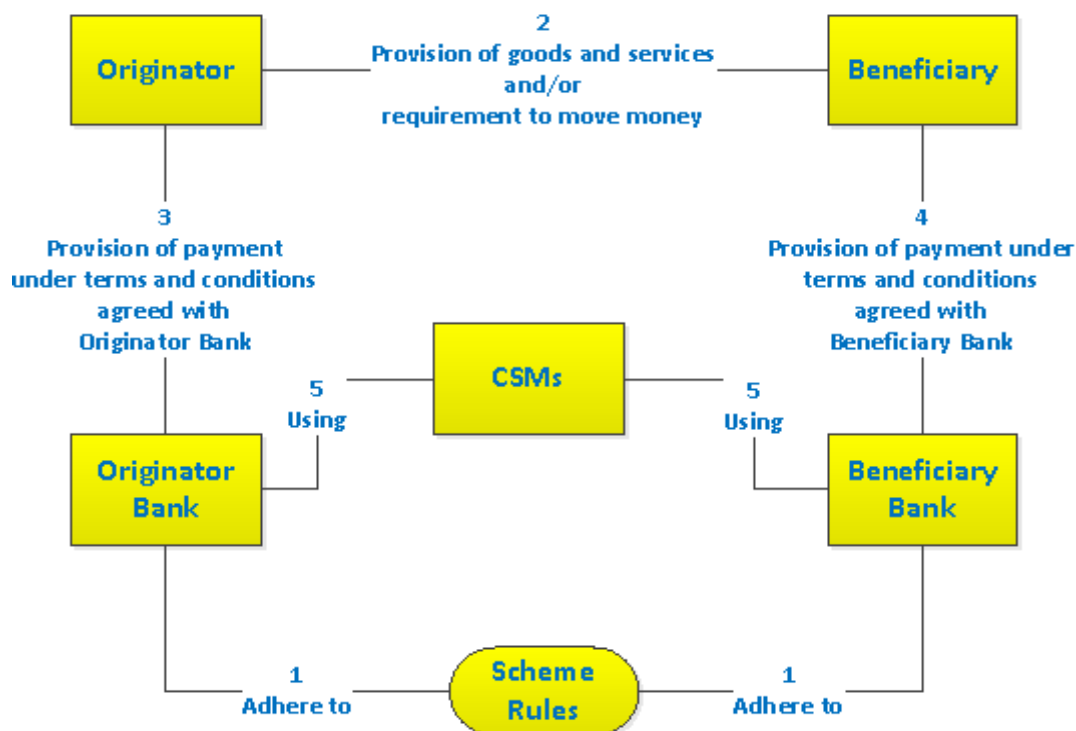 Originator
2
Provision of goods and services
and/or
requirement to move money
Beneficiary
3
Provision of payment
under terms and conditions
agreed with
Originator Bank
4
Provision of payment under
terms and conditions
agreed with
Beneficiary Bank
CSMs
5
Using
5
Using
Originator
Bank
Beneficiary
Bank
1
Adhere to
Scheme
Rules
1
Adhere to